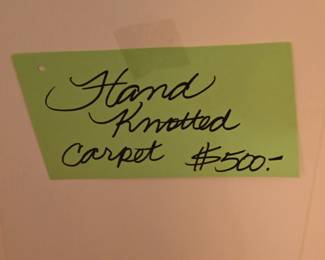 Hand
Knotted
Carpet $500.-